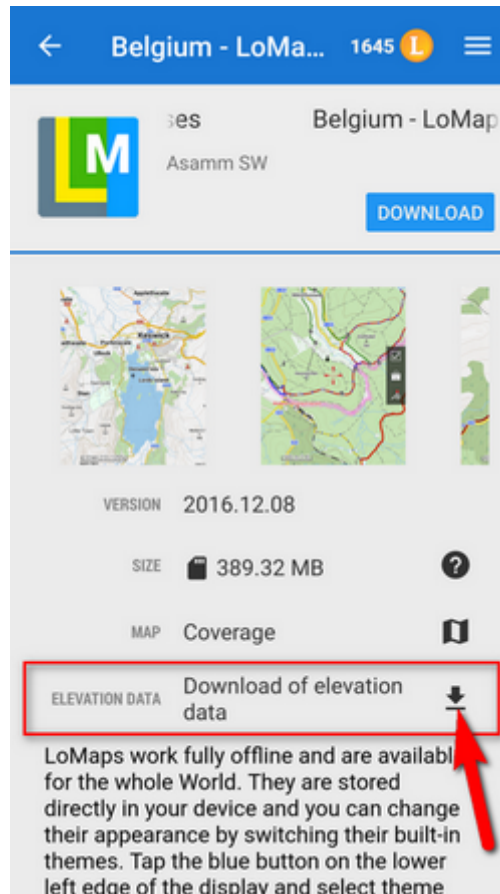 Belgium - LoMa... 1645 L
ses Belgium - LoMap
M
Asamm SW
DOWNLOAD
Keswick
VERSION 2016.12.08
SIZE 389.32 MB ?
MAP Coverage
ELEVATION DATA Download of elevation
data
LoMaps work fully offline and are availabl
for the whole World. They are stored
directly in your device and you can change
their appearance by switching their built-in
themes. Tap the blue button on the lower
left edge of the display and select theme